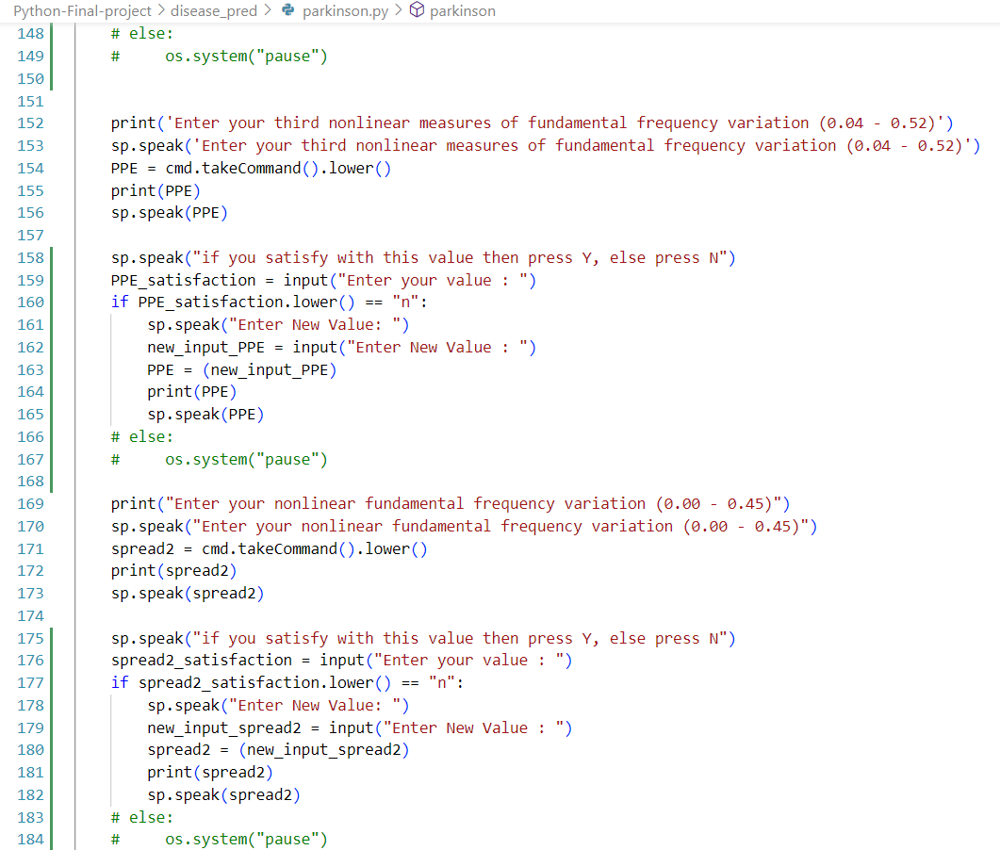 Python-Final-project > disease_pred > parkinson.py > parkinson
148 # else:
149 #     os.system("pause")
150
151
152 print('Enter your third nonlinear measures of fundamental frequency variation (0.04 - 0.52)')
153 sp.speak('Enter your third nonlinear measures of fundamental frequency variation (0.04 - 0.52)')
154 PPE = cmd.takeCommand().lower()
155 print(PPE)
156 sp.speak(PPE)
157
158 sp.speak("if you satisfy with this value then press Y, else press N")
159 PPE_satisfaction = input("Enter your value : ")
160 if PPE_satisfaction.lower() == "n":
161     sp.speak("Enter New Value: ")
162     new_input_PPE = input("Enter New Value : ")
163     PPE = (new_input_PPE)
164     print(PPE)
165     sp.speak(PPE)
166 # else:
167 #     os.system("pause")
168
169 print("Enter your nonlinear fundamental frequency variation (0.00 - 0.45)")
170 sp.speak("Enter your nonlinear fundamental frequency variation (0.00 - 0.45)")
171 spread2 = cmd.takeCommand().lower()
172 print(spread2)
173 sp.speak(spread2)
174
175 sp.speak("if you satisfy with this value then press Y, else press N")
176 spread2_satisfaction = input("Enter your value : ")
177 if spread2_satisfaction.lower() == "n":
178     sp.speak("Enter New Value: ")
179     new_input_spread2 = input("Enter New Value : ")
180     spread2 = (new_input_spread2)
181     print(spread2)
182     sp.speak(spread2)
183 # else:
184 #     os.system("pause")